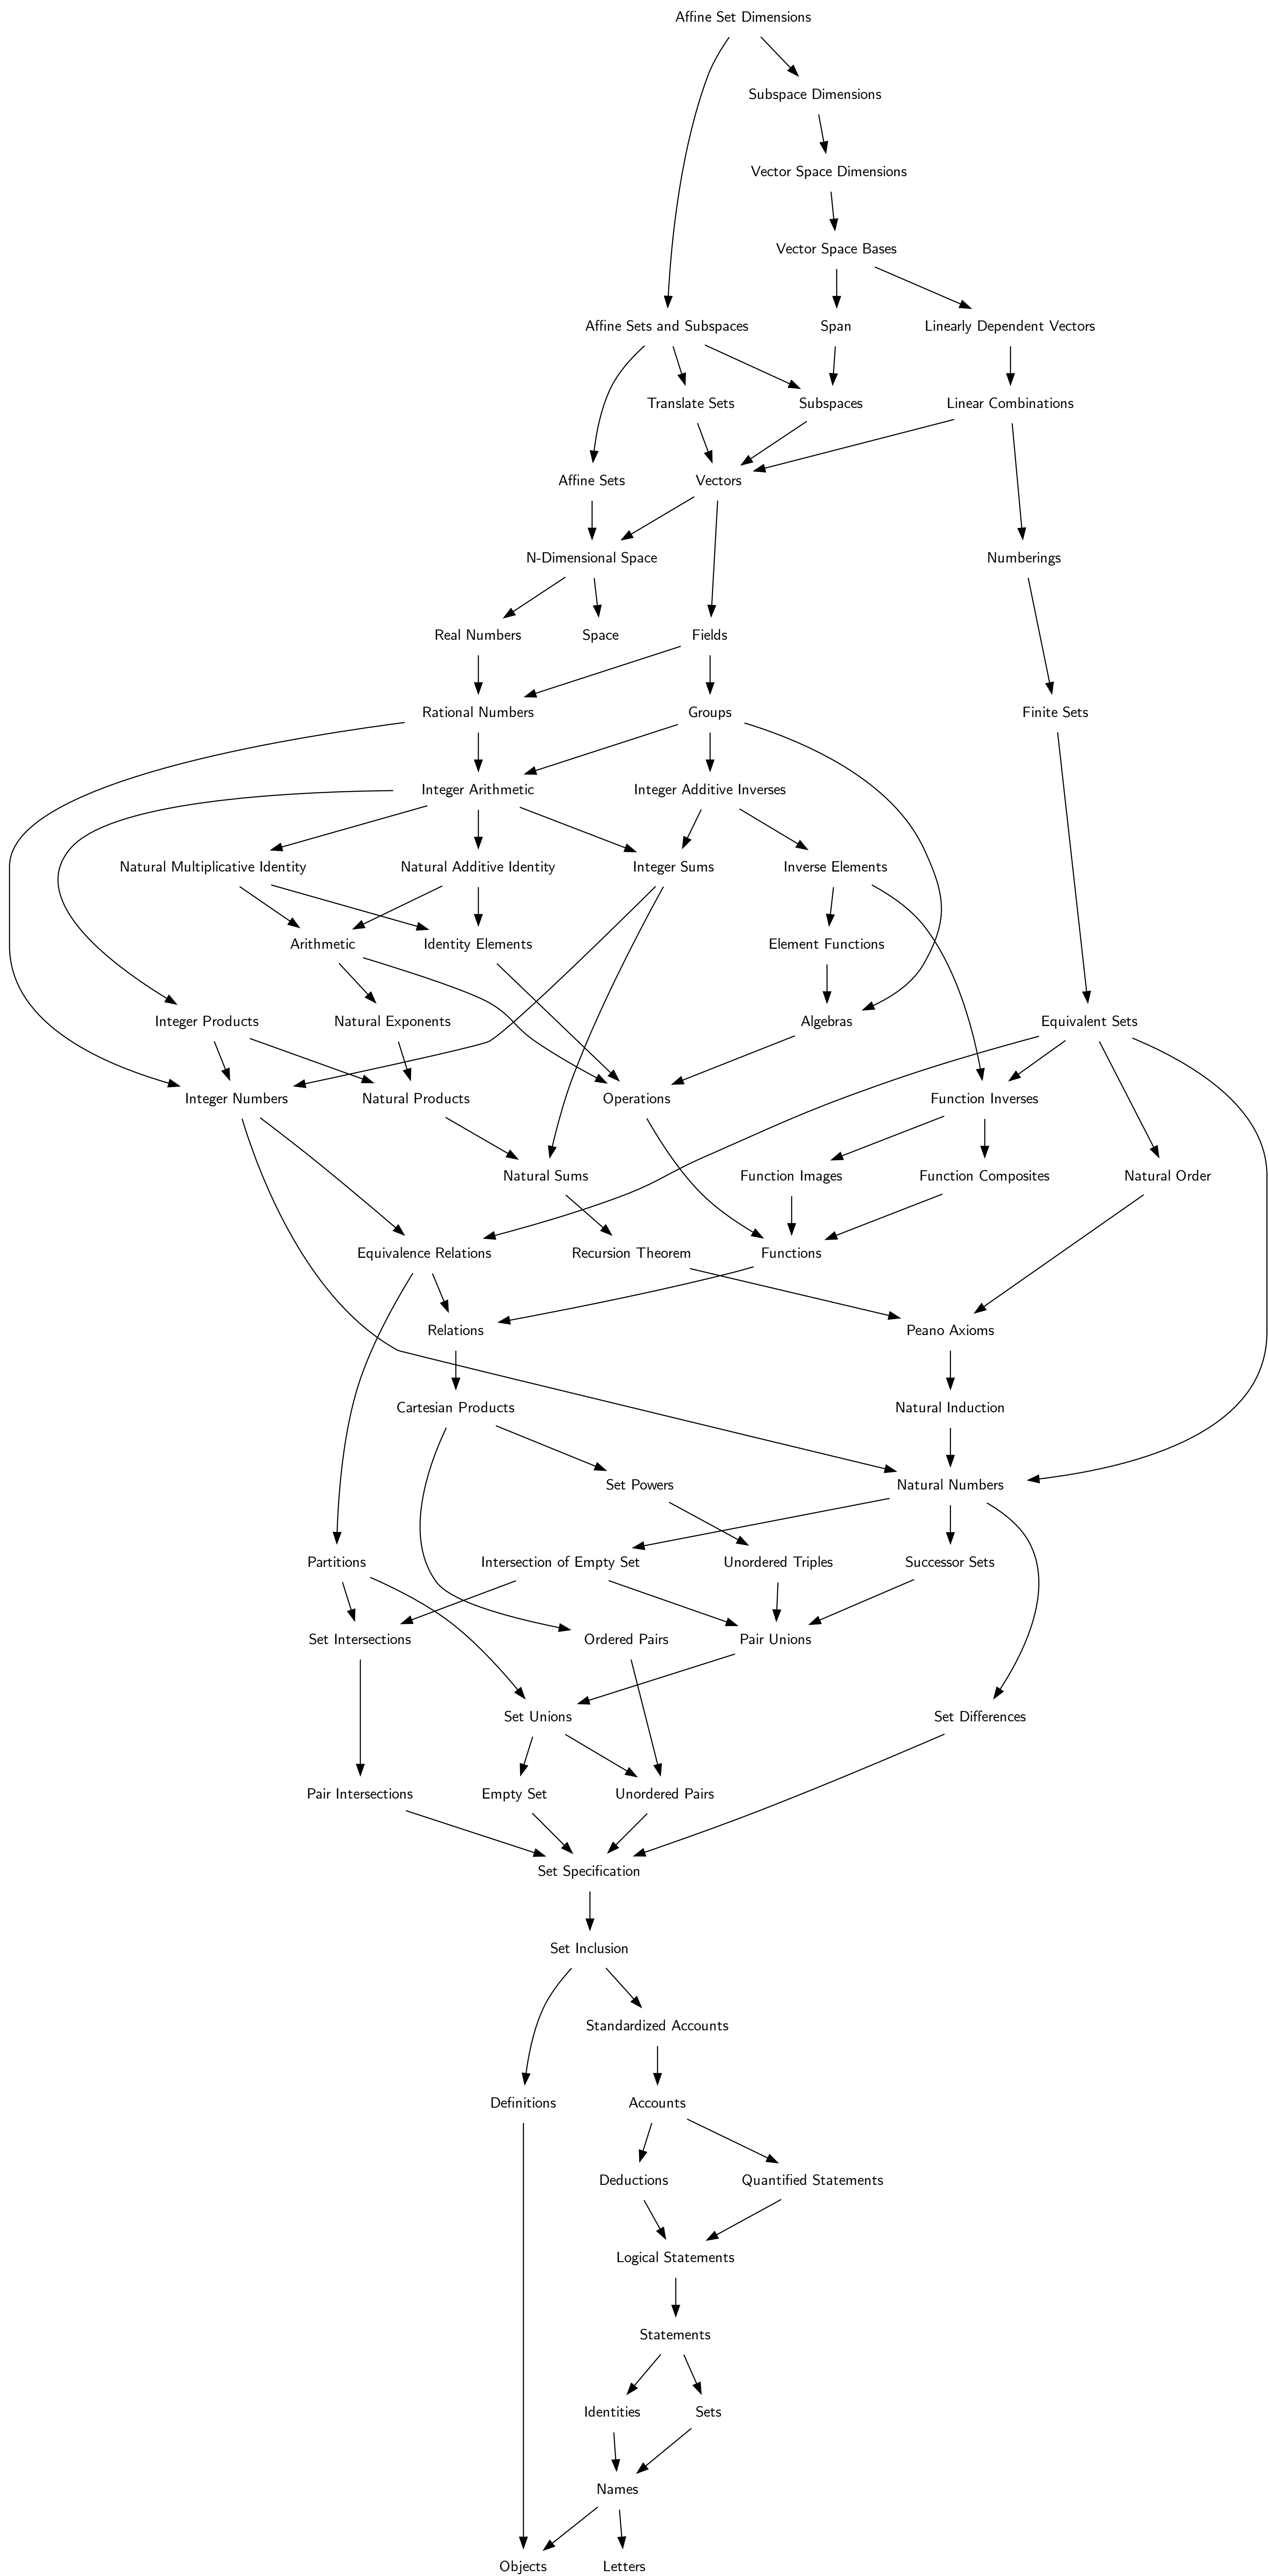 Affine Set Dimensions
Subspace Dimensions
Vector Space Dimensions
Vector Space Bases
Affine Sets and Subspaces
Span
Linearly Dependent Vectors
Translate Sets
Subspaces
Linear Combinations
Affine Sets
Vectors
N-Dimensional Space
Numberings
Real Numbers
Space
Fields
Rational Numbers
Groups
Finite Sets
Integer Arithmetic
Integer Additive Inverses
Natural Multiplicative Identity
Natural Additive Identity
Integer Sums
Inverse Elements
Arithmetic
Identity Elements
Element Functions
Integer Products
Natural Exponents
Algebras
Equivalent Sets
Integer Numbers
Natural Products
Operations
Function Inverses
Natural Sums
Function Images
Function Composites
Natural Order
Equivalence Relations
Recursion Theorem
Functions
Relations
Peano Axioms
Cartesian Products
Natural Induction
Set Powers
Natural Numbers
Partitions
Intersection of Empty Set
Unordered Triples
Successor Sets
Set Intersections
Ordered Pairs
Pair Unions
Set Unions
Set Differences
Pair Intersections
Empty Set
Unordered Pairs
Set Specification
Set Inclusion
Standardized Accounts
Definitions
Accounts
Deductions
Quantified Statements
Logical Statements
Statements
Identities
Sets
Names
Objects
Letters